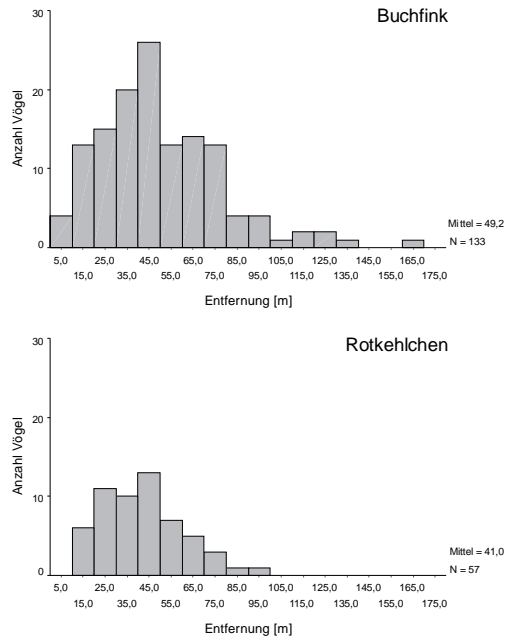 Buchfink
30
20
10
0
Anzahl Vögel
Mittel = 49,2
N = 133
5,0 25,0 45,0 65,0 85,0 105,0 125,0 145,0 165,0
15,0 35,0 55,0 75,0 95,0 115,0 135,0 155,0 175,0
Entfernung [m]
Rotkehlchen
30
20
10
0
Anzahl Vögel
Mittel = 41,0
N = 57
5,0 25,0 45,0 65,0 85,0 105,0 125,0 145,0 165,0
15,0 35,0 55,0 75,0 95,0 115,0 135,0 155,0 175,0
Entfernung [m]